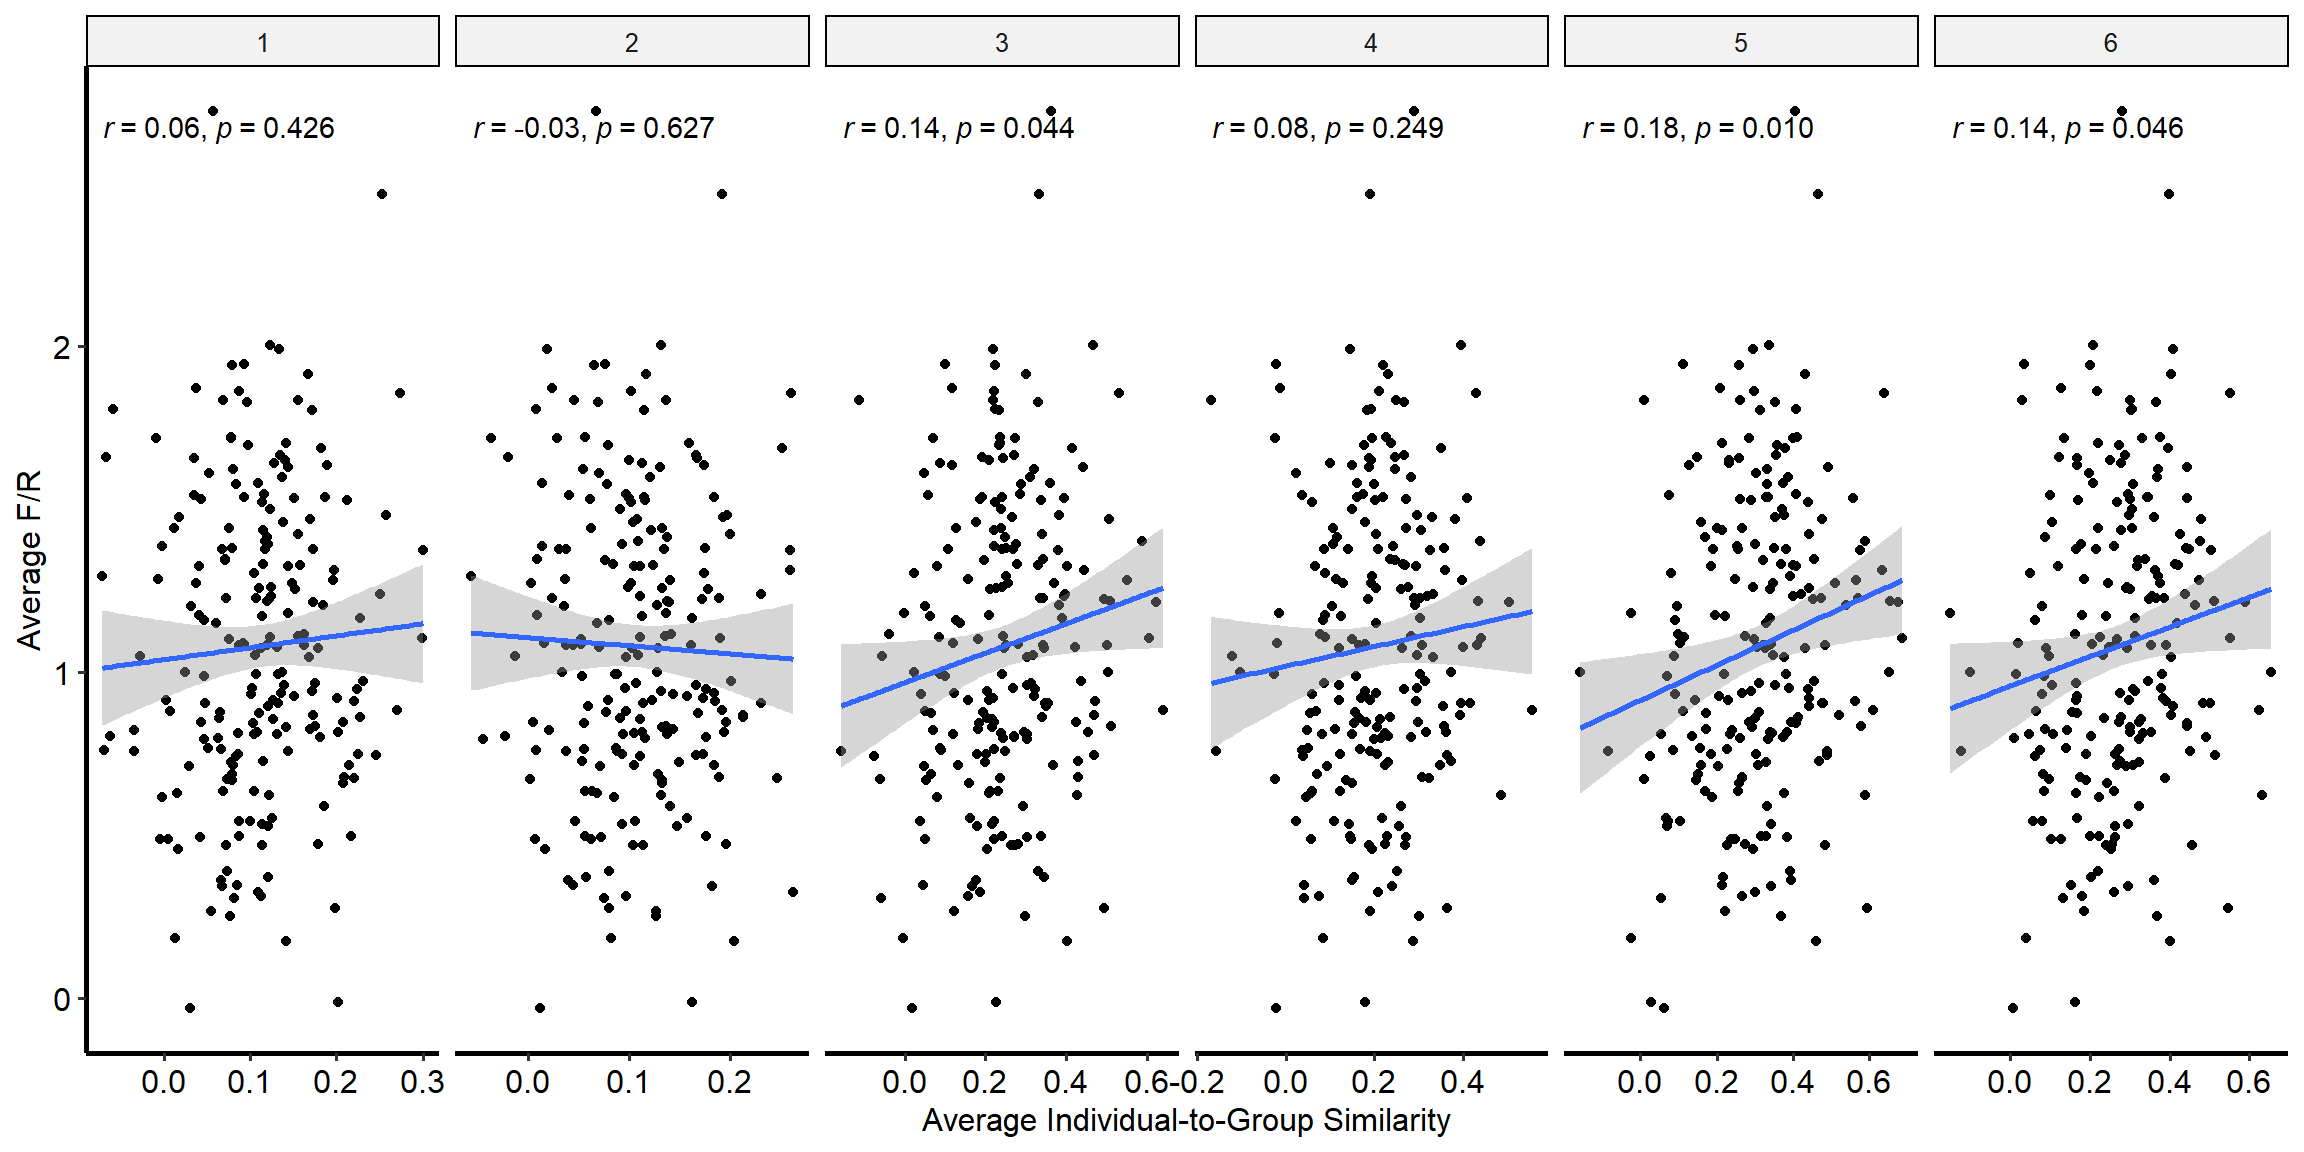 1 2 3 4 5 6
r = 0.06, p = 0.426 r = -0.03, p = 0.627 r = 0.14, p = 0.044 r = 0.08, p = 0.249 r = 0.18, p = 0.010 r = 0.14, p = 0.046
2
1
0
Average F/R
0.0 0.1 0.2 0.3 0.0 0.1 0.2 0.0 0.2 0.4 0.6 -0.2 0.0 0.2 0.4 0.0 0.2 0.4 0.6 0.0 0.2 0.4 0.6
Average Individual-to-Group Similarity